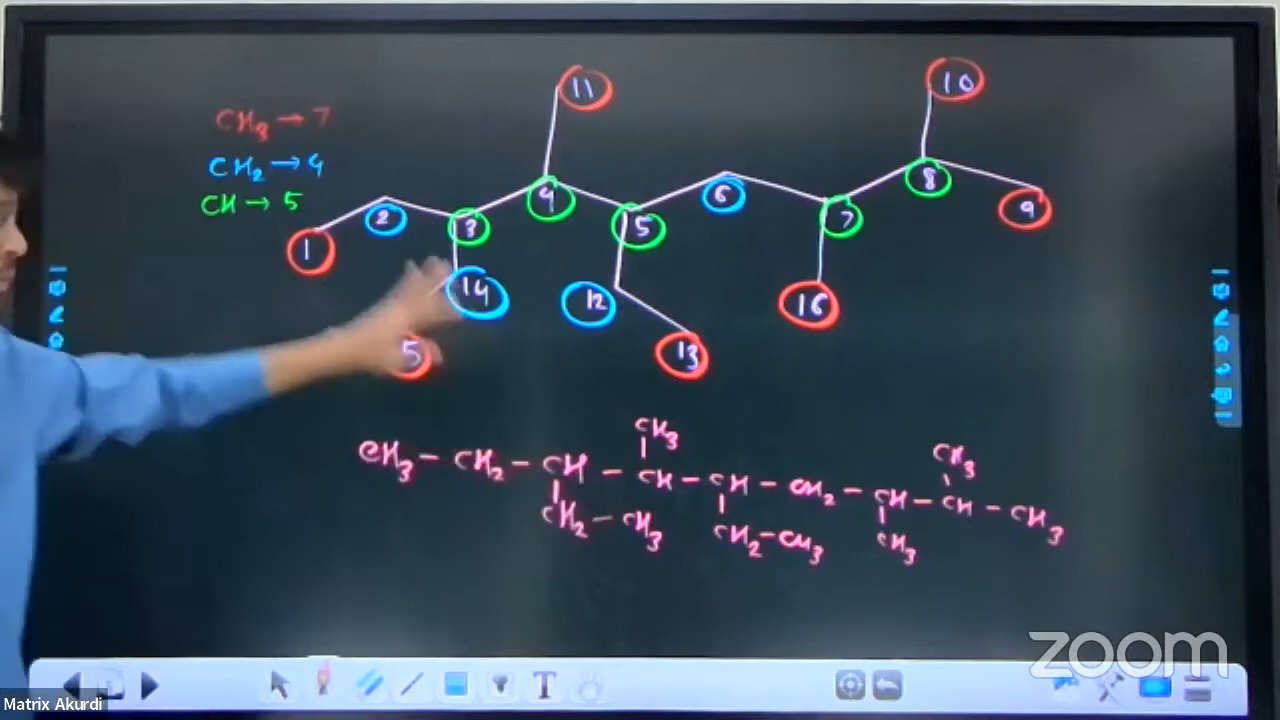 CH3 → 7
CH2 → 4
CH → 5
11
10
1
2
3
4
5
6
7
8
9
14
12
16
5
13
CH3
CH3
CH3 - CH2 - CH - CH - CH - CH2 - CH - CH - CH3
CH2 - CH3
CH2 - CH3
CH3
T
zoom
Matrix Akurdi